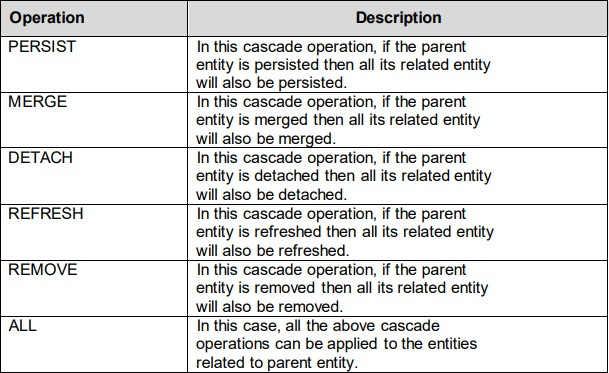 Operation Description
PERSIST In this cascade operation, if the parent
entity is persisted then all its related entity
will also be persisted.
MERGE In this cascade operation, if the parent
entity is merged then all its related entity
will also be merged.
DETACH In this cascade operation, if the parent
entity is detached then all its related entity
will also be detached.
REFRESH In this cascade operation, if the parent
entity is refreshed then all its related entity
will also be refreshed.
REMOVE In this cascade operation, if the parent
entity is removed then all its related entity
will also be removed.
ALL In this case, all the above cascade
operations can be applied to the entities
related to parent entity.